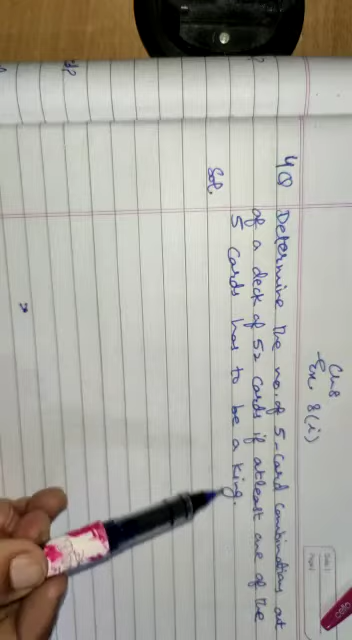 Ch 8
Ex. 8(i)
4Q Determine the no. of 5-card combinations out
of a deck of 52 cards if atleast one of the
5 cards has to be a king.
Sol.